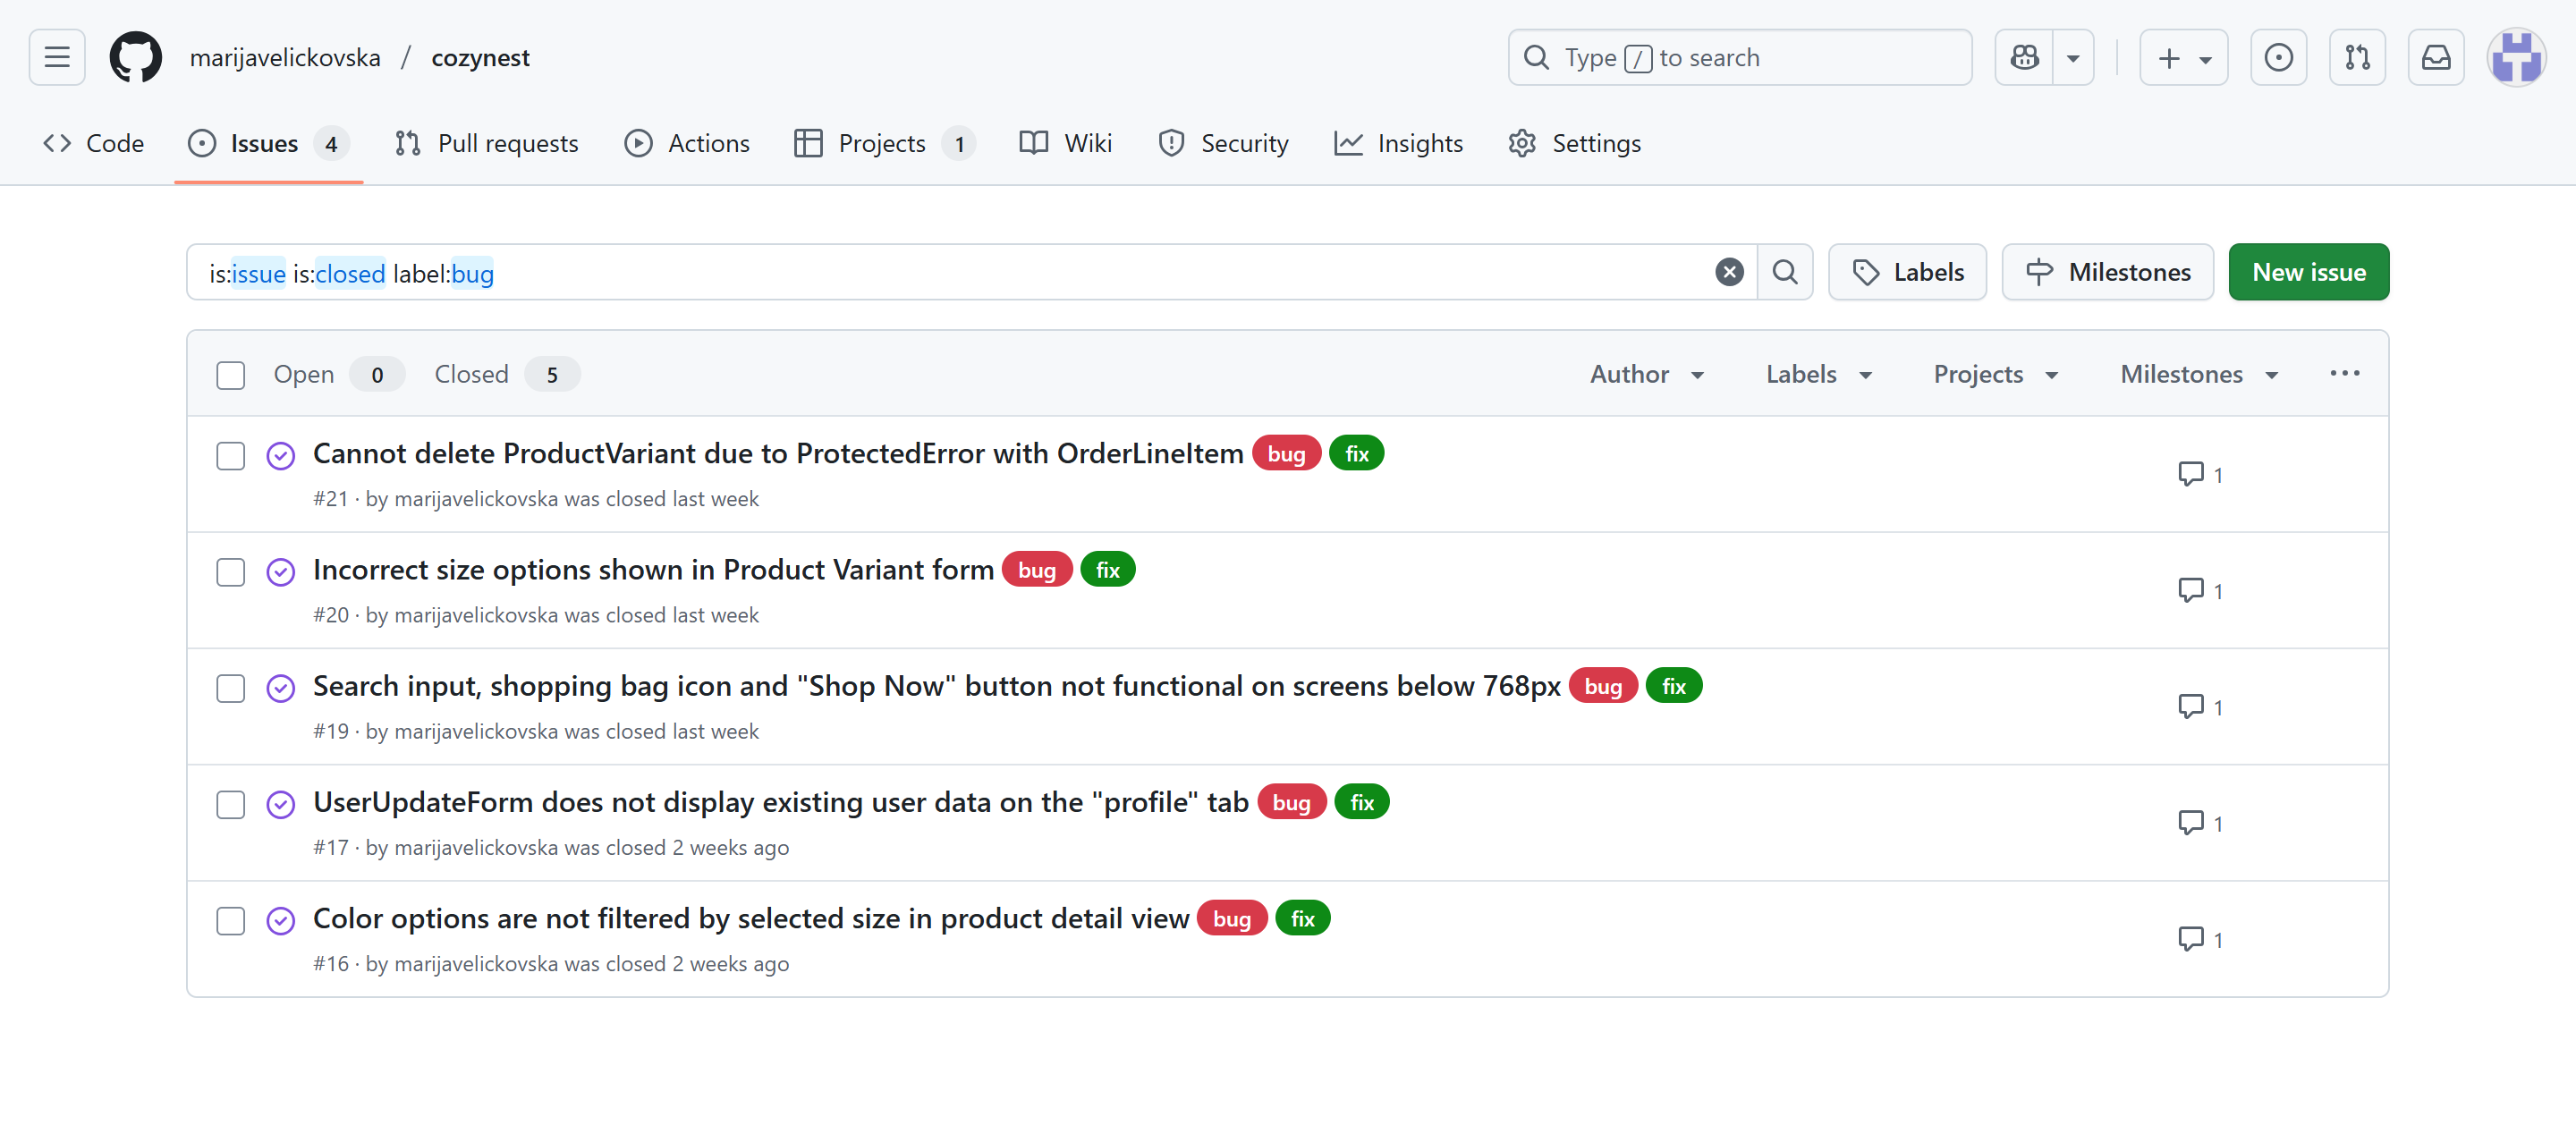 marijavelickovska / cozynest
Type / to search
Code Issues 4 Pull requests Actions Projects 1 Wiki Security Insights Settings
is:issue is:closed label:bug
Labels Milestones New issue
Open 0 Closed 5 Author Labels Projects Milestones
Cannot delete ProductVariant due to ProtectedError with OrderLineItem bug fix
1
#21 · by marijavelickovska was closed last week
Incorrect size options shown in Product Variant form bug fix
1
#20 · by marijavelickovska was closed last week
Search input, shopping bag icon and "Shop Now" button not functional on screens below 768px bug fix
1
#19 · by marijavelickovska was closed last week
UserUpdateForm does not display existing user data on the "profile" tab bug fix
1
#17 · by marijavelickovska was closed 2 weeks ago
Color options are not filtered by selected size in product detail view bug fix
1
#16 · by marijavelickovska was closed 2 weeks ago